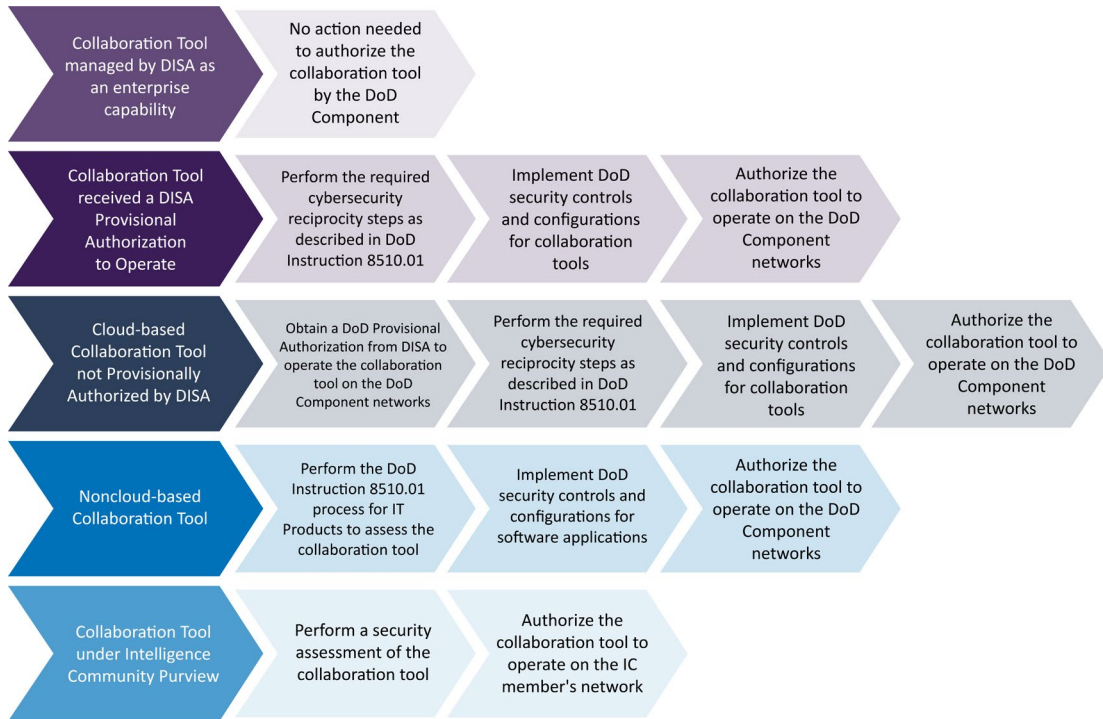 Collaboration Tool
managed by DISA as
an enterprise
capability
No action needed
to authorize the
collaboration tool
by the DoD
Component
Collaboration Tool
received a DISA
Provisional
Authorization
to Operate
Perform the required
cybersecurity
reciprocity steps as
described in DoD
Instruction 8510.01
Implement DoD
security controls
and configurations
for collaboration
tools
Authorize the
collaboration tool to
operate on the DoD
Component
networks
Cloud-based
Collaboration Tool
not Provisionally
Authorized by DISA
Obtain a DoD Provisional
Authorization from DISA to
operate the collaboration
tool on the DoD
Component networks
Perform the required
cybersecurity
reciprocity steps as
described in DoD
Instruction 8510.01
Implement DoD
security controls
and configurations
for collaboration
tools
Authorize the
collaboration tool to
operate on the DoD
Component
networks
Noncloud-based
Collaboration Tool
Perform the DoD
Instruction 8510.01
process for IT
Products to assess the
collaboration tool
Implement DoD
security controls and
configurations for
software applications
Authorize the
collaboration tool to
operate on the DoD
Component
networks
Collaboration Tool
under Intelligence
Community Purview
Perform a security
assessment of the
collaboration tool
Authorize the
collaboration tool to
operate on the IC
member's network